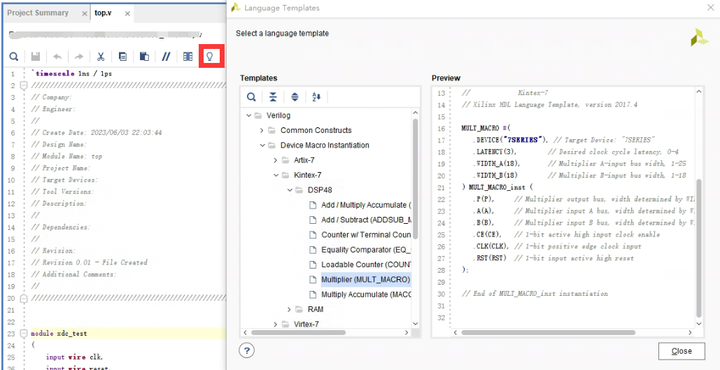 Project Summary
top.v
1 `timescale 1ns / 1ps
2 ////////////////////////////////////////
3 // Company:
4 // Engineer:
5 //
6 // Create Date: 2023/06/03 22:03:44
7 // Design Name:
8 // Module Name: top
9 // Project Name:
10 // Target Devices:
11 // Tool Versions:
12 // Description:
13 //
14 // Dependencies:
15 //
16 // Revision:
17 // Revision 0.01 - File Created
18 // Additional Comments:
19 //
20 ////////////////////////////////////////
21
22
23 module xdc_test
24 (
25 input wire clk,
26 input wire reset
Language Templates
Select a language template
Templates
Verilog
Common Constructs
Device Macro Instantiation
Artix-7
Kintex-7
DSP48
Add / Multiply Accumulate (
Add / Subtract (ADDSUB_M
Counter w/ Terminal Coun
Equality Comparator (EQ_
Loadable Counter (COUN
Multiplier (MULT_MACRO)
Multiply Accumulate (MACC
RAM
Virtex-7
Preview
13 // Kintex-7
14 // Xilinx HDL Language Template, version 2017.4
15
16 MULT_MACRO #(
17 .DEVICE("7SERIES"), // Target Device: "7SERIES"
18 .LATENCY(3), // Desired clock cycle latency, 0-4
19 .WIDTH_A(18), // Multiplier A-input bus width, 1-25
20 .WIDTH_B(18) // Multiplier B-input bus width, 1-18
21 ) MULT_MACRO_inst (
22 .P(P), // Multiplier output bus, width determined by WI
23 .A(A), // Multiplier input A bus, width determined by W
24 .B(B), // Multiplier input B bus, width determined by W
25 .CE(CE), // 1-bit active high input clock enable
26 .CLK(CLK), // 1-bit positive edge clock input
27 .RST(RST) // 1-bit input active high reset
28 );
29
30 // End of MULT_MACRO_inst instantiation
31
32
?
Close